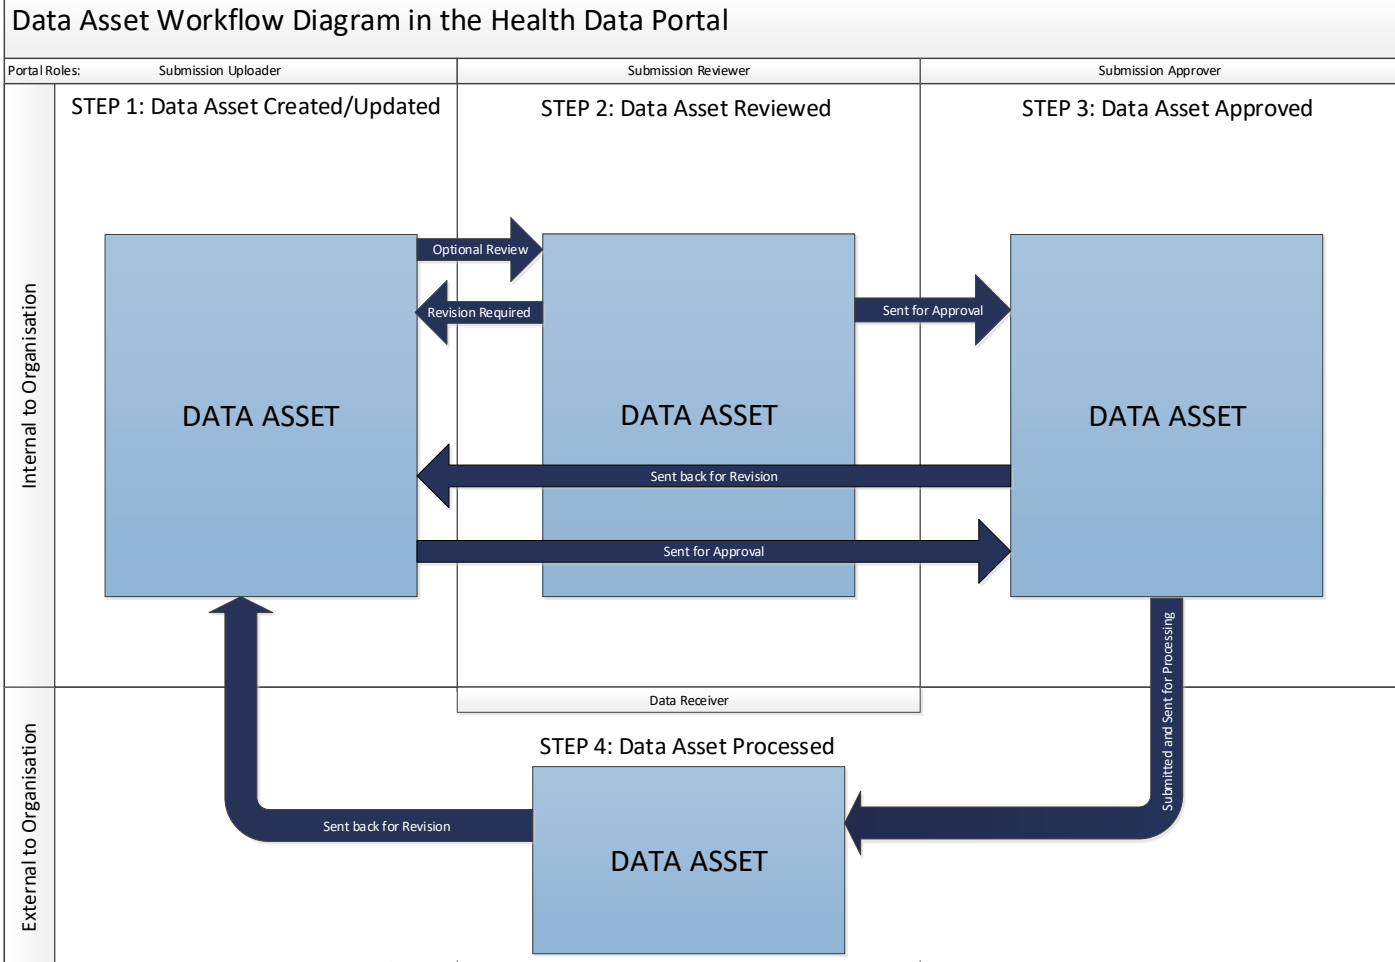 Data Asset Workflow Diagram in the Health Data Portal
Portal Roles:
Submission Uploader
Submission Reviewer
Submission Approver
Internal to Organisation
STEP 1: Data Asset Created/Updated
STEP 2: Data Asset Reviewed
STEP 3: Data Asset Approved
Optional Review
Revision Required
Sent for Approval
DATA ASSET
DATA ASSET
DATA ASSET
Sent back for Revision
Sent for Approval
Submitted and Sent for Processing
External to Organisation
Data Receiver
STEP 4: Data Asset Processed
Sent back for Revision
DATA ASSET